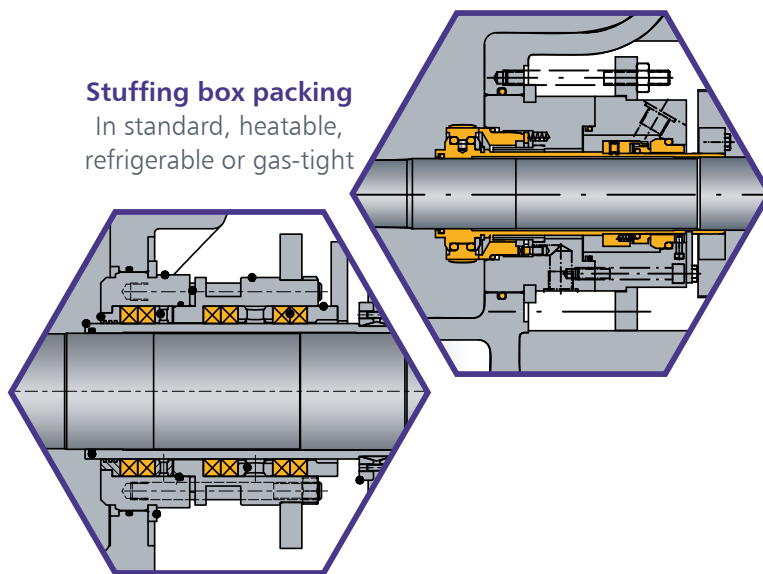 Stuffing box packing
In standard, heatable,
refrigerable or gas-tight